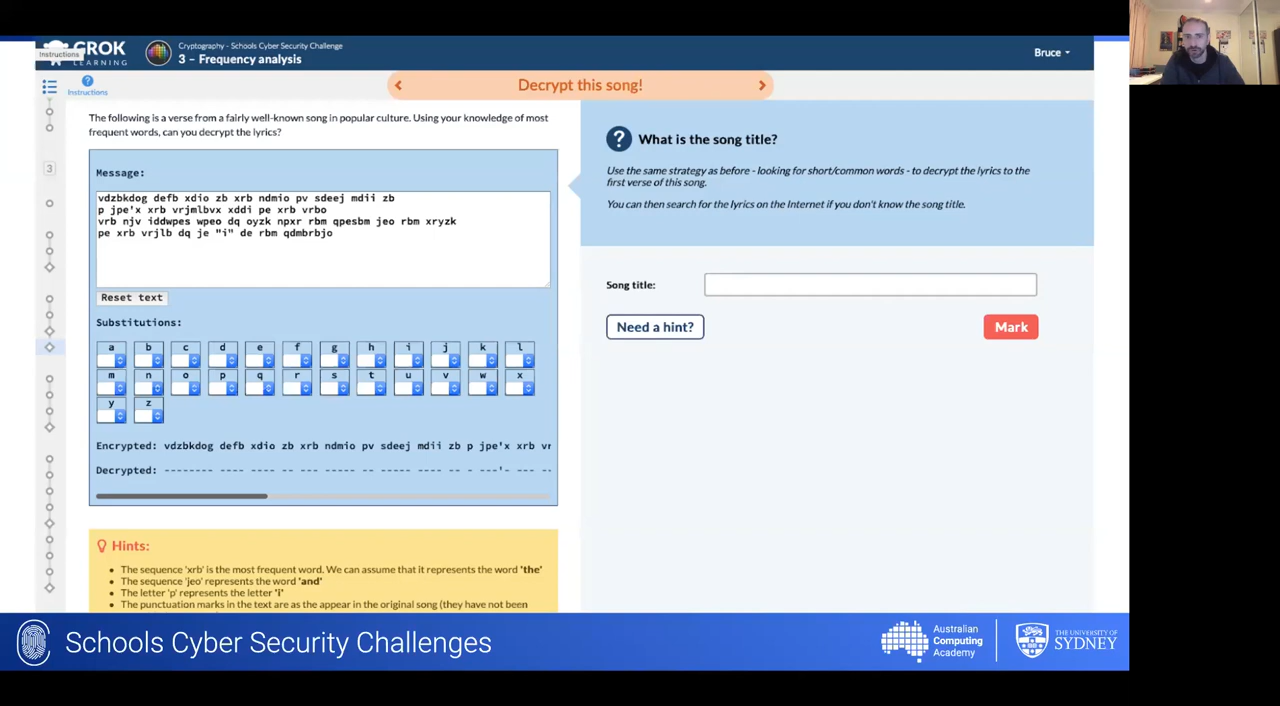 GROK
LEARNING
Instructions
Cryptography - Schools Cyber Security Challenge
3 – Frequency analysis
Bruce
Instructions
Decrypt this song!
The following is a verse from a fairly well-known song in popular culture. Using your knowledge of most
frequent words, can you decrypt the lyrics?
Message:
vdzbkdog defb xdio zb xrb ndmio pv sdeej mdii zb
p jpe'x xrb vrjmlbvx xddi pe xrb vrbo
vrb njv iddwpes wpeo dq oyzk npxr rbm qpesbm jeo rbm xryzk
pe xrb vrjlb dq je "i" de rbm qdmbrbjo
Reset text
Substitutions:
a b c d e f g h i j k l
m n o p q r s t u v w x
y z
Encrypted: vdzbkdog defb xdio zb xrb ndmio pv sdeej mdii zb p jpe'x xrb vr
Decrypted: -------- ---- ---- -- --- ----- -- ----- ---- -- - ---'- --- --
3
Hints:
• The sequence 'xrb' is the most frequent word. We can assume that it represents the word 'the'
• The sequence 'jeo' represents the word 'and'
• The letter 'p' represents the letter 'i'
• The punctuation marks in the text are as the appear in the original song (they have not been
? What is the song title?
Use the same strategy as before - looking for short/common words - to decrypt the lyrics to the
first verse of this song.
You can then search for the lyrics on the Internet if you don't know the song title.
Song title:
Need a hint?
Mark
Schools Cyber Security Challenges
Australian
Computing
Academy
THE UNIVERSITY OF
SYDNEY